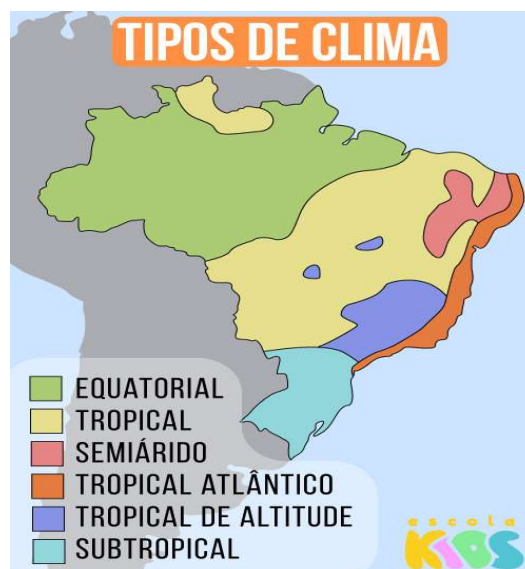 TIPOS DE CLIMA
EQUATORIAL
TROPICAL
SEMIÁRIDO
TROPICAL ATLÂNTICO
TROPICAL DE ALTITUDE
SUBTROPICAL
escola
KIDS